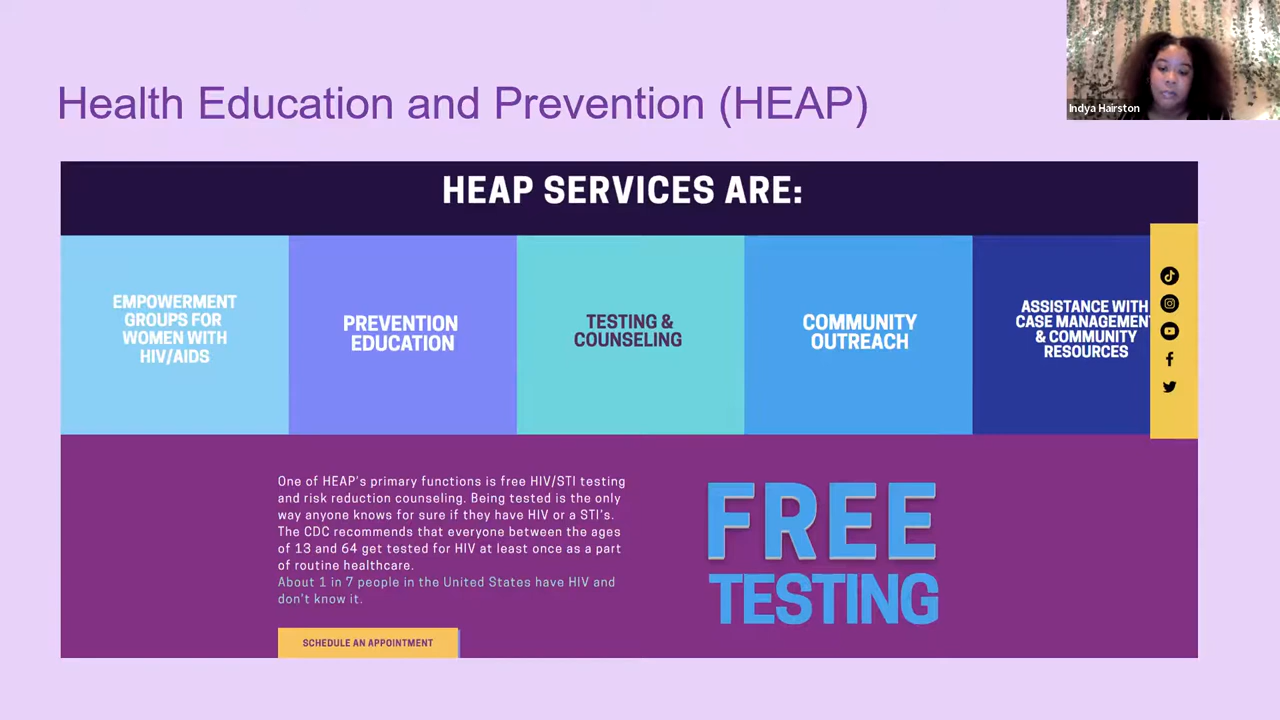 Indya Hairston
Health Education and Prevention (HEAP)
HEAP SERVICES ARE:
EMPOWERMENT
GROUPS FOR
WOMEN WITH
HIV/AIDS
PREVENTION
EDUCATION
TESTING &
COUNSELING
COMMUNITY
OUTREACH
ASSISTANCE WITH
CASE MANAGEMENT
& COMMUNITY
RESOURCES
One of HEAP's primary functions is free HIV/STI testing
and risk reduction counseling. Being tested is the only
way anyone knows for sure if they have HIV or a STI's.
The CDC recommends that everyone between the ages
of 13 and 64 get tested for HIV at least once as a part
of routine healthcare.
About 1 in 7 people in the United States have HIV and
don't know it.
SCHEDULE AN APPOINTMENT
FREE
TESTING